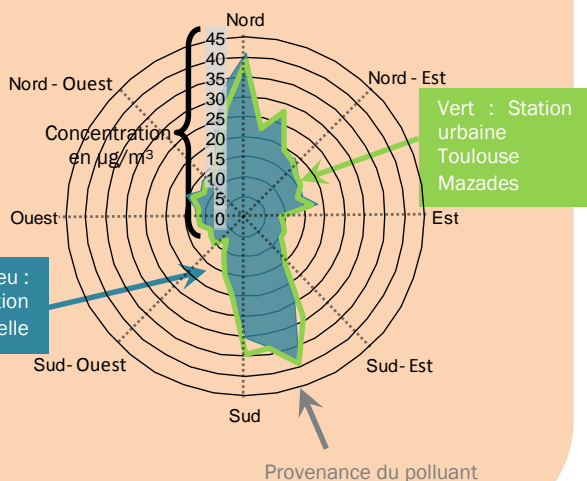 Nord
45
40
35
30
25
20
15
10
5
0
Nord - Ouest
Nord - Est
Concentration
en µg/m³
Vert : Station
urbaine
Toulouse
Mazades
Ouest
Est
eu :
tion
elle
Sud- Ouest
Sud- Est
Sud
Provenance du polluant